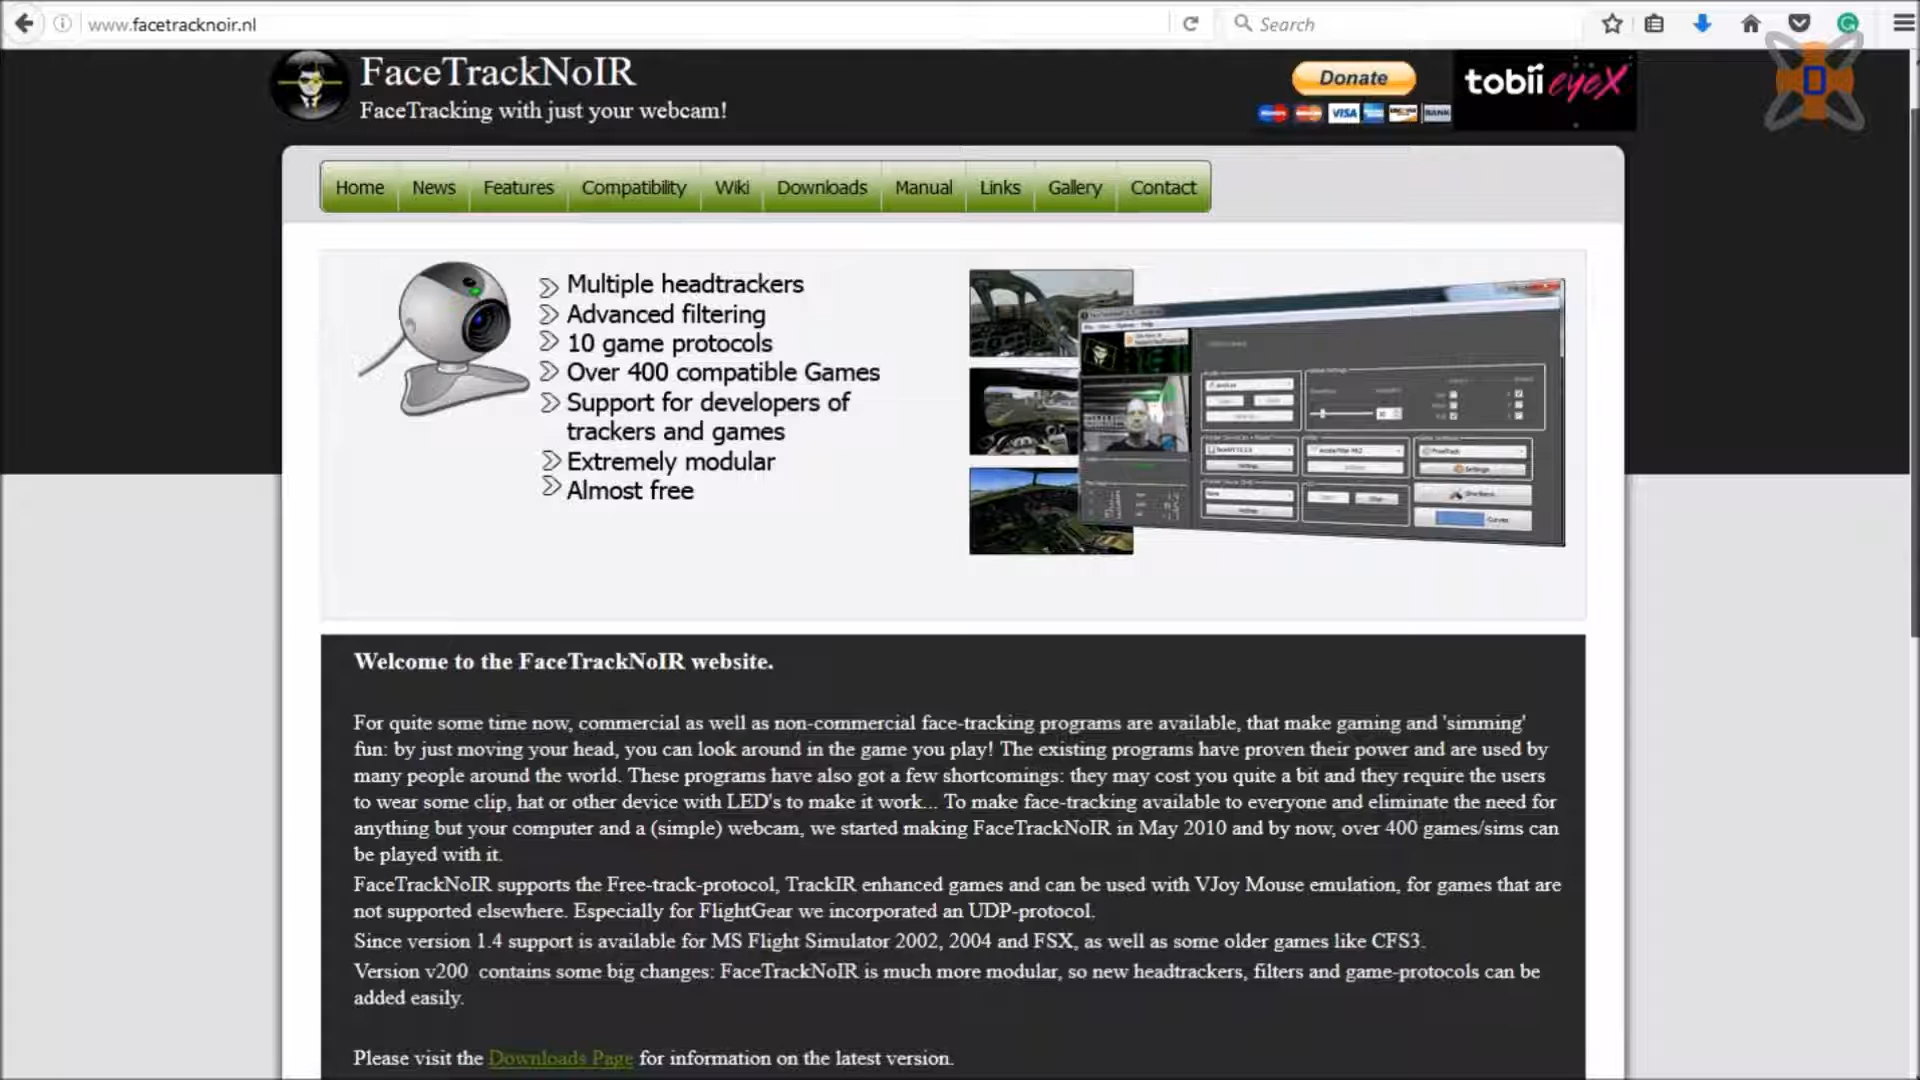 www.facetracknoir.nl
Search
FaceTrackNoIR
FaceTracking with just your webcam!
Donate
VISA
BANK
tobii eyeX
Home News Features Compatibility Wiki Downloads Manual Links Gallery Contact
Multiple headtrackers
Advanced filtering
10 game protocols
Over 400 compatible Games
Support for developers of
trackers and games
Extremely modular
Almost free
Settings
Curves
Welcome to the FaceTrackNoIR website.
For quite some time now, commercial as well as non-commercial face-tracking programs are available, that make gaming and 'simming'
fun: by just moving your head, you can look around in the game you play! The existing programs have proven their power and are used by
many people around the world. These programs have also got a few shortcomings: they may cost you quite a bit and they require the users
to wear some clip, hat or other device with LED's to make it work... To make face-tracking available to everyone and eliminate the need for
anything but your computer and a (simple) webcam, we started making FaceTrackNoIR in May 2010 and by now, over 400 games/sims can
be played with it.
FaceTrackNoIR supports the Free-track-protocol, TrackIR enhanced games and can be used with VJoy Mouse emulation, for games that are
not supported elsewhere. Especially for FlightGear we incorporated an UDP-protocol.
Since version 1.4 support is available for MS Flight Simulator 2002, 2004 and FSX, as well as some older games like CFS3.
Version v200 contains some big changes: FaceTrackNoIR is much more modular, so new headtrackers, filters and game-protocols can be
added easily.
Please visit the Downloads Page for information on the latest version.